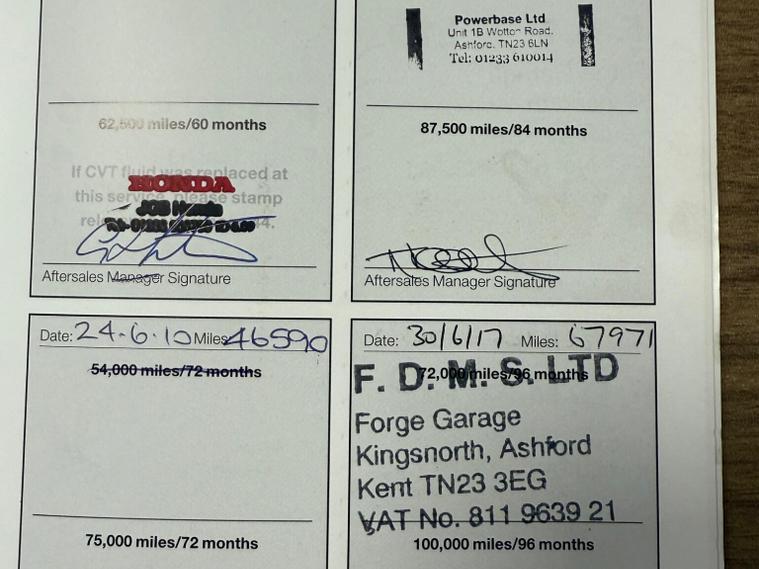 62,500 miles/60 months
If CVT fluid was replaced at
this service, please stamp
HONDA
Aftersales Manager Signature
Powerbase Ltd
Unit 1B Wotton Road.
Ashford. TN23 6LN
Tel: 01233 610014
87,500 miles/84 months
Aftersales Manager Signature
Date: 24-6-10 Miles 46590
54,000 miles/72 months
75,000 miles/72 months
Date: 30/6/17 Miles: 67971
72,000 miles/96 months
F. D. M. S. LTD
Forge Garage
Kingsnorth, Ashford
Kent TN23 3EG
VAT No. 811 9639 21
100,000 miles/96 months